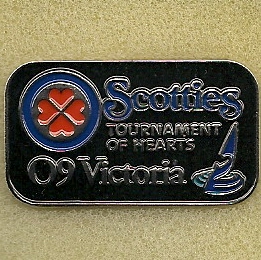 Scotties
TOURNAMENT
OF HEARTS
09 Victoria